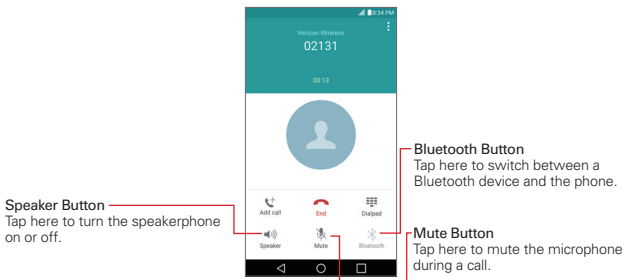 8:34 PM
Verizon Wireless
02131
00:13
Add call
End
Dialpad
Speaker
Mute
Bluetooth
Speaker Button
Tap here to turn the speakerphone
on or off.
Bluetooth Button
Tap here to switch between a
Bluetooth device and the phone.
Mute Button
Tap here to mute the microphone
during a call.